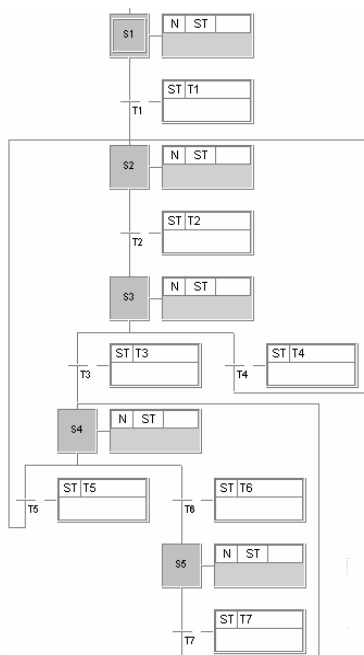 S1 N ST
ST T1
T1
S2 N ST
ST T2
T2
S3 N ST
ST T3 ST T4
T3 T4
S4 N ST
ST T5 ST T6
T5 T6
S5 N ST
ST T7
T7